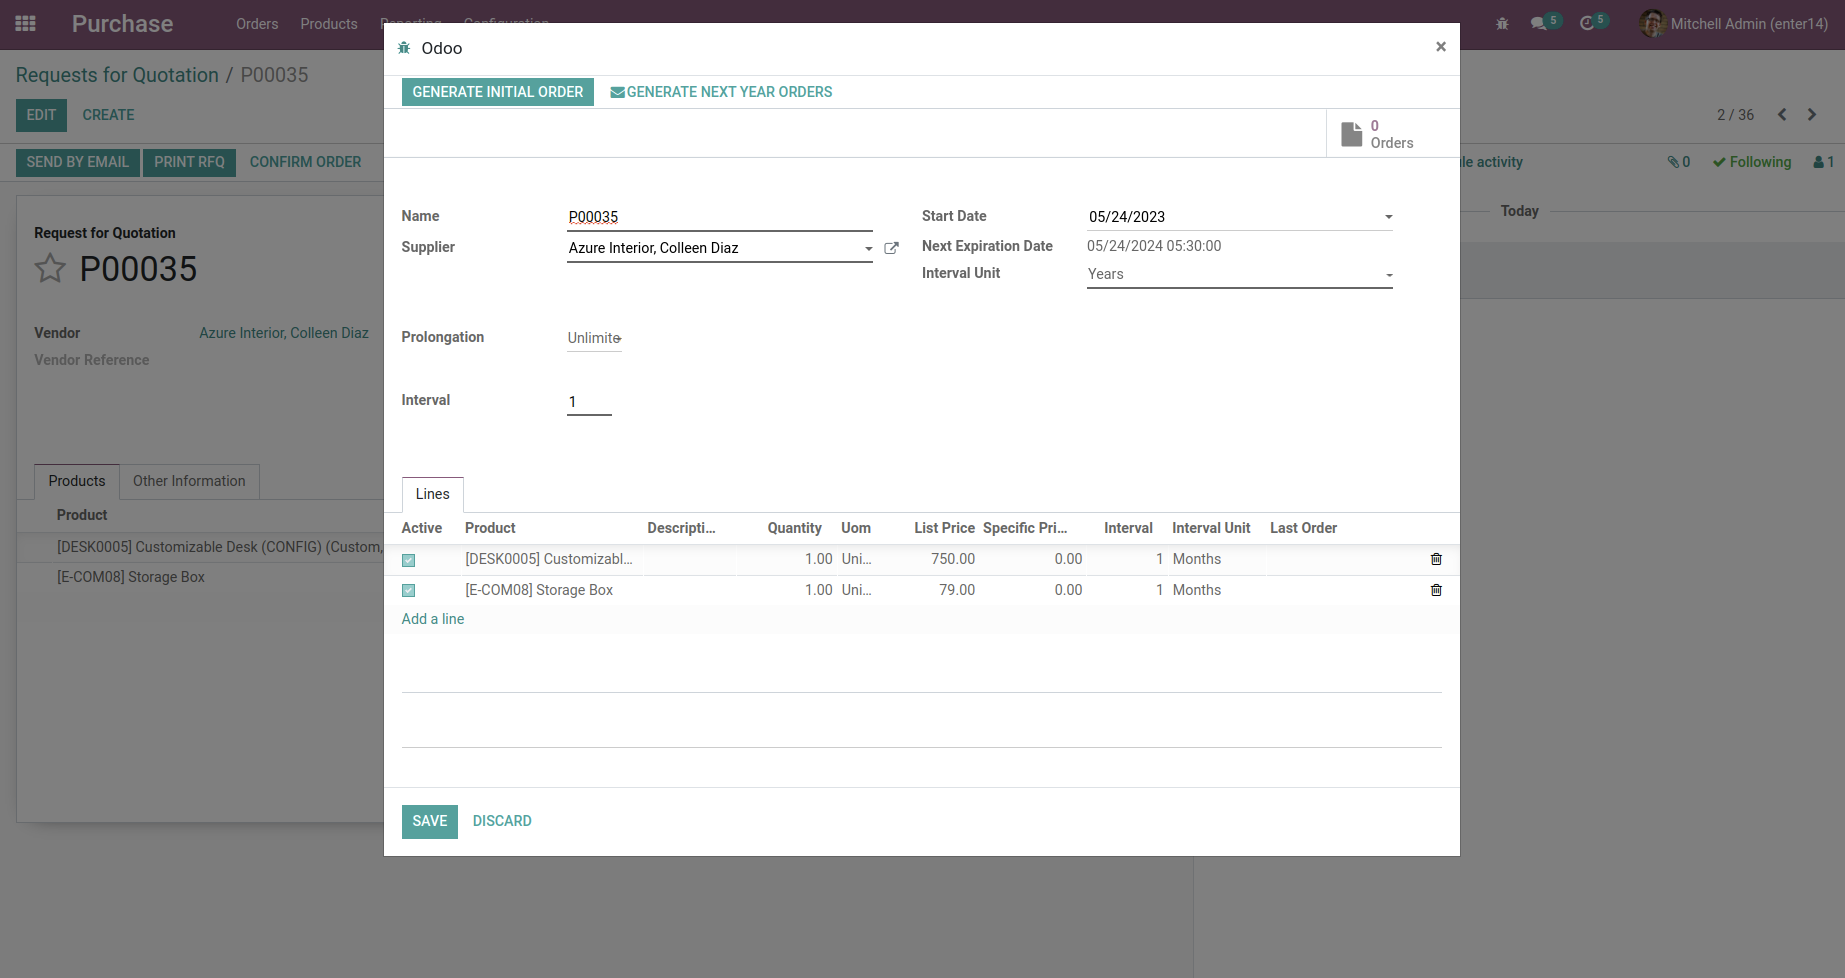 Purchase
Orders
Products
Reporting
Configuration
5
5
Mitchell Admin (enter14)
Requests for Quotation / P00035
EDIT
CREATE
2 / 36
SEND BY EMAIL
PRINT RFQ
CONFIRM ORDER
le activity
0
Following
1
Today
Request for Quotation
P00035
Vendor
Azure Interior, Colleen Diaz
Vendor Reference
Products
Other Information
Product
[DESK0005] Customizable Desk (CONFIG) (Custom,
[E-COM08] Storage Box
Odoo
×
GENERATE INITIAL ORDER
GENERATE NEXT YEAR ORDERS
0
Orders
Name
P00035
Start Date
05/24/2023
Supplier
Azure Interior, Colleen Diaz
Next Expiration Date
05/24/2024 05:30:00
Interval Unit
Years
Prolongation
Unlimite
Interval
1
Lines
Active Product Descripti... Quantity Uom List Price Specific Pri... Interval Interval Unit Last Order
[DESK0005] Customizabl... 1.00 Uni... 750.00 0.00 1 Months
[E-COM08] Storage Box 1.00 Uni... 79.00 0.00 1 Months
Add a line
SAVE
DISCARD